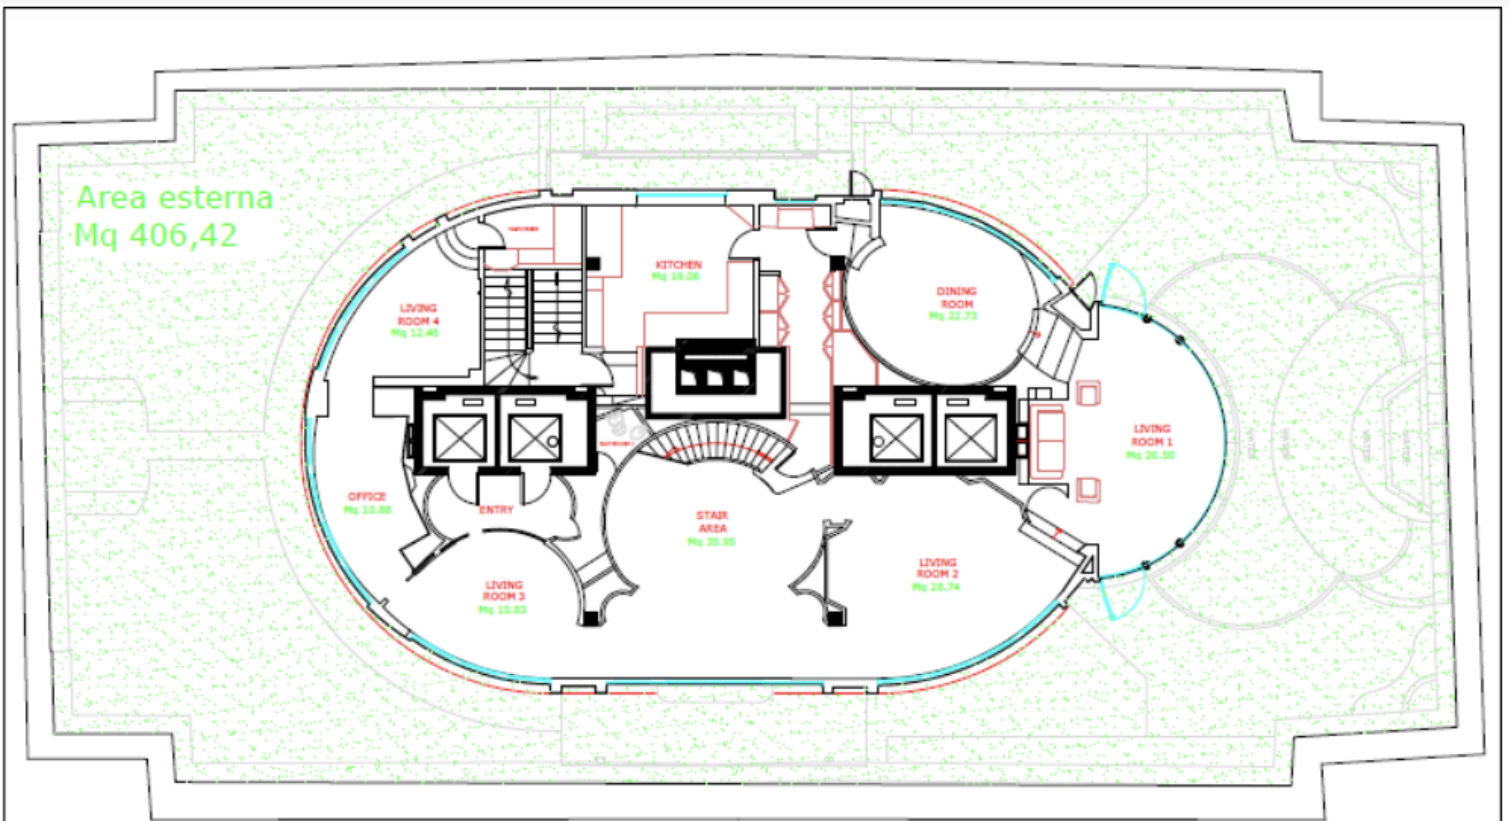 Area esterna
Mq 406,42
KITCHEN
Mq 19.06
LIVING
ROOM 4
Mq 12.46
DINING
ROOM
Mq 22.73
LIVING
ROOM 1
Mq 26.50
OFFICE
Mq 10.86
ENTRY
STAIR
AREA
Mq 35.95
LIVING
ROOM 2
Mq 28.74
LIVING
ROOM 3
Mq 15.83